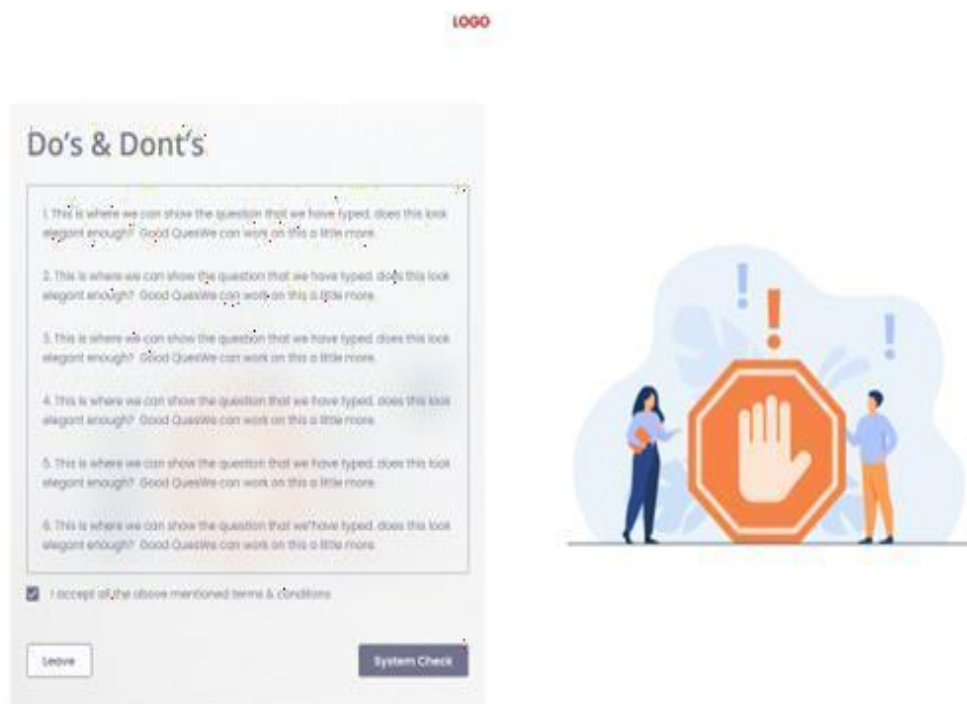 LOGO
Do's & Dont's
1. This is where we can show the question that we have typed, does this look
elegant enough? Good QuesWe can work on this a little more.
2. This is where we can show the question that we have typed, does this look
elegant enough? Good QuesWe can work on this a little more.
3. This is where we can show the question that we have typed, does this look
elegant enough? Good QuesWe can work on this a little more.
4. This is where we can show the question that we have typed, does this look
elegant enough? Good QuesWe can work on this a little more.
5. This is where we can show the question that we have typed, does this look
elegant enough? Good QuesWe can work on this a little more.
6. This is where we can show the question that we have typed, does this look
elegant enough? Good QuesWe can work on this a little more.
I accept all the above mentioned terms & conditions
Leave
System Check